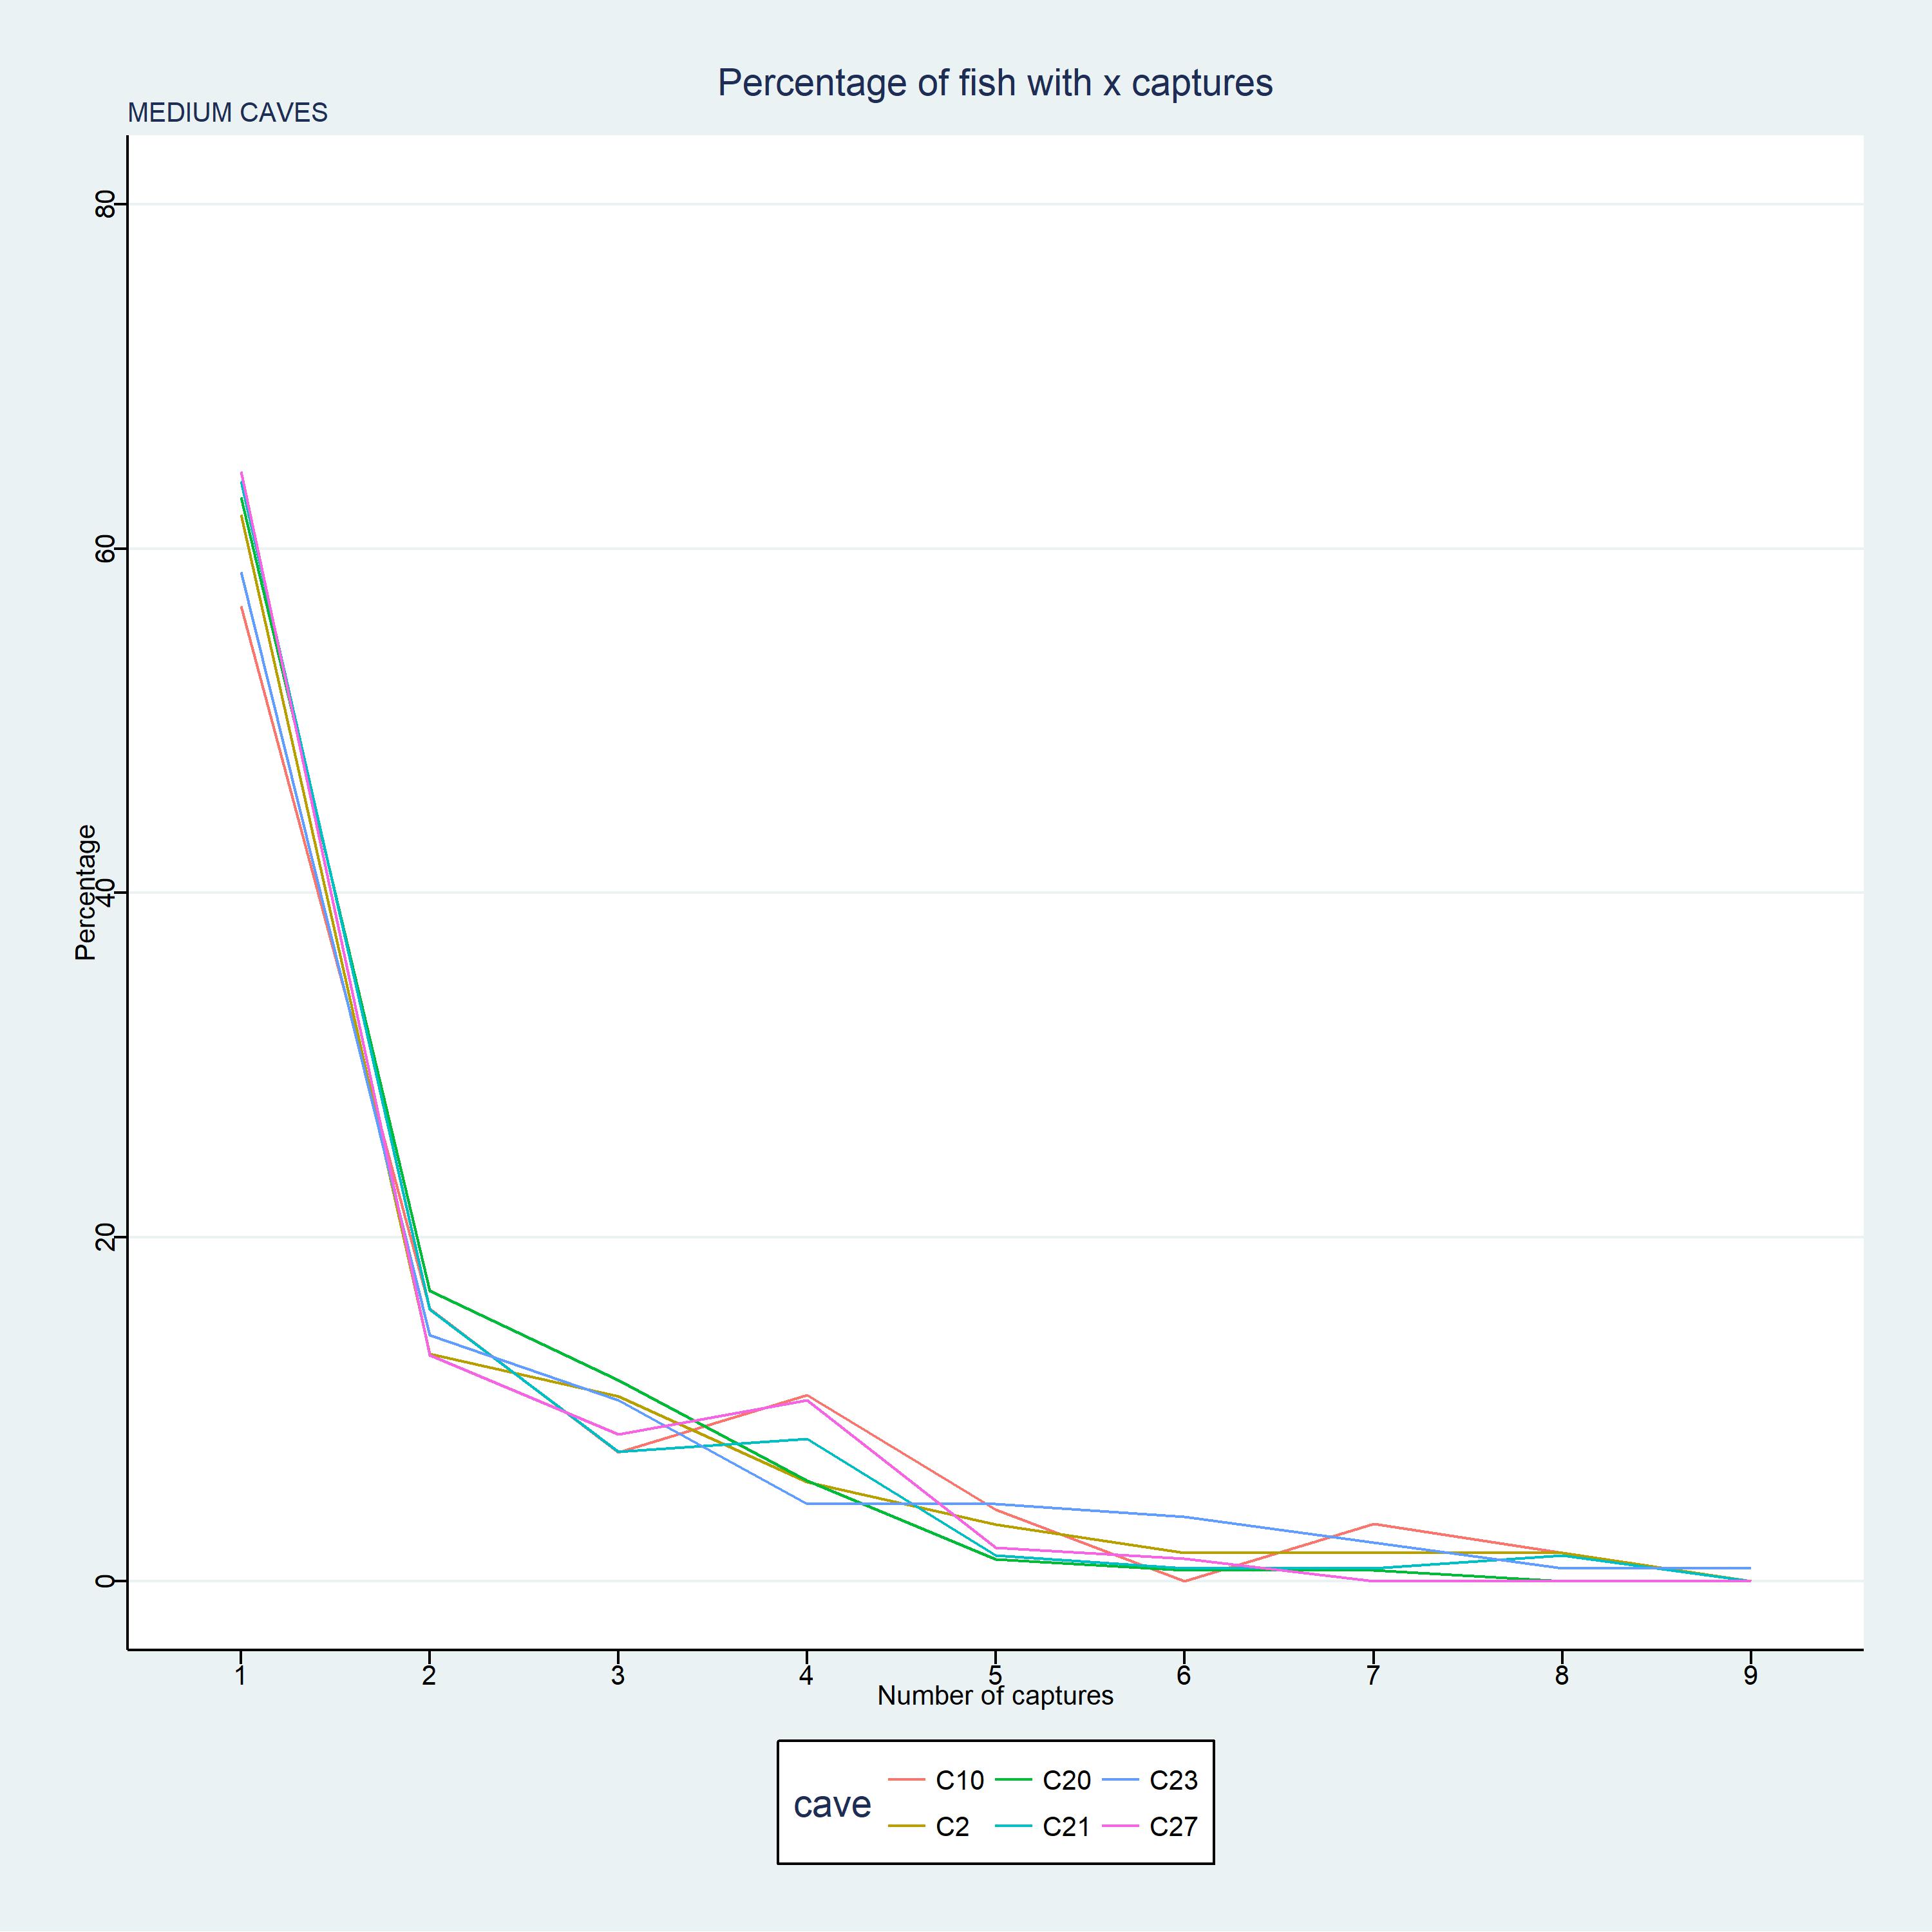 Percentage of fish with x captures
MEDIUM CAVES
80
60
40
20
0
Percentage
1 2 3 4 5 6 7 8 9
Number of captures
cave
C10 C20 C23
C2 C21 C27